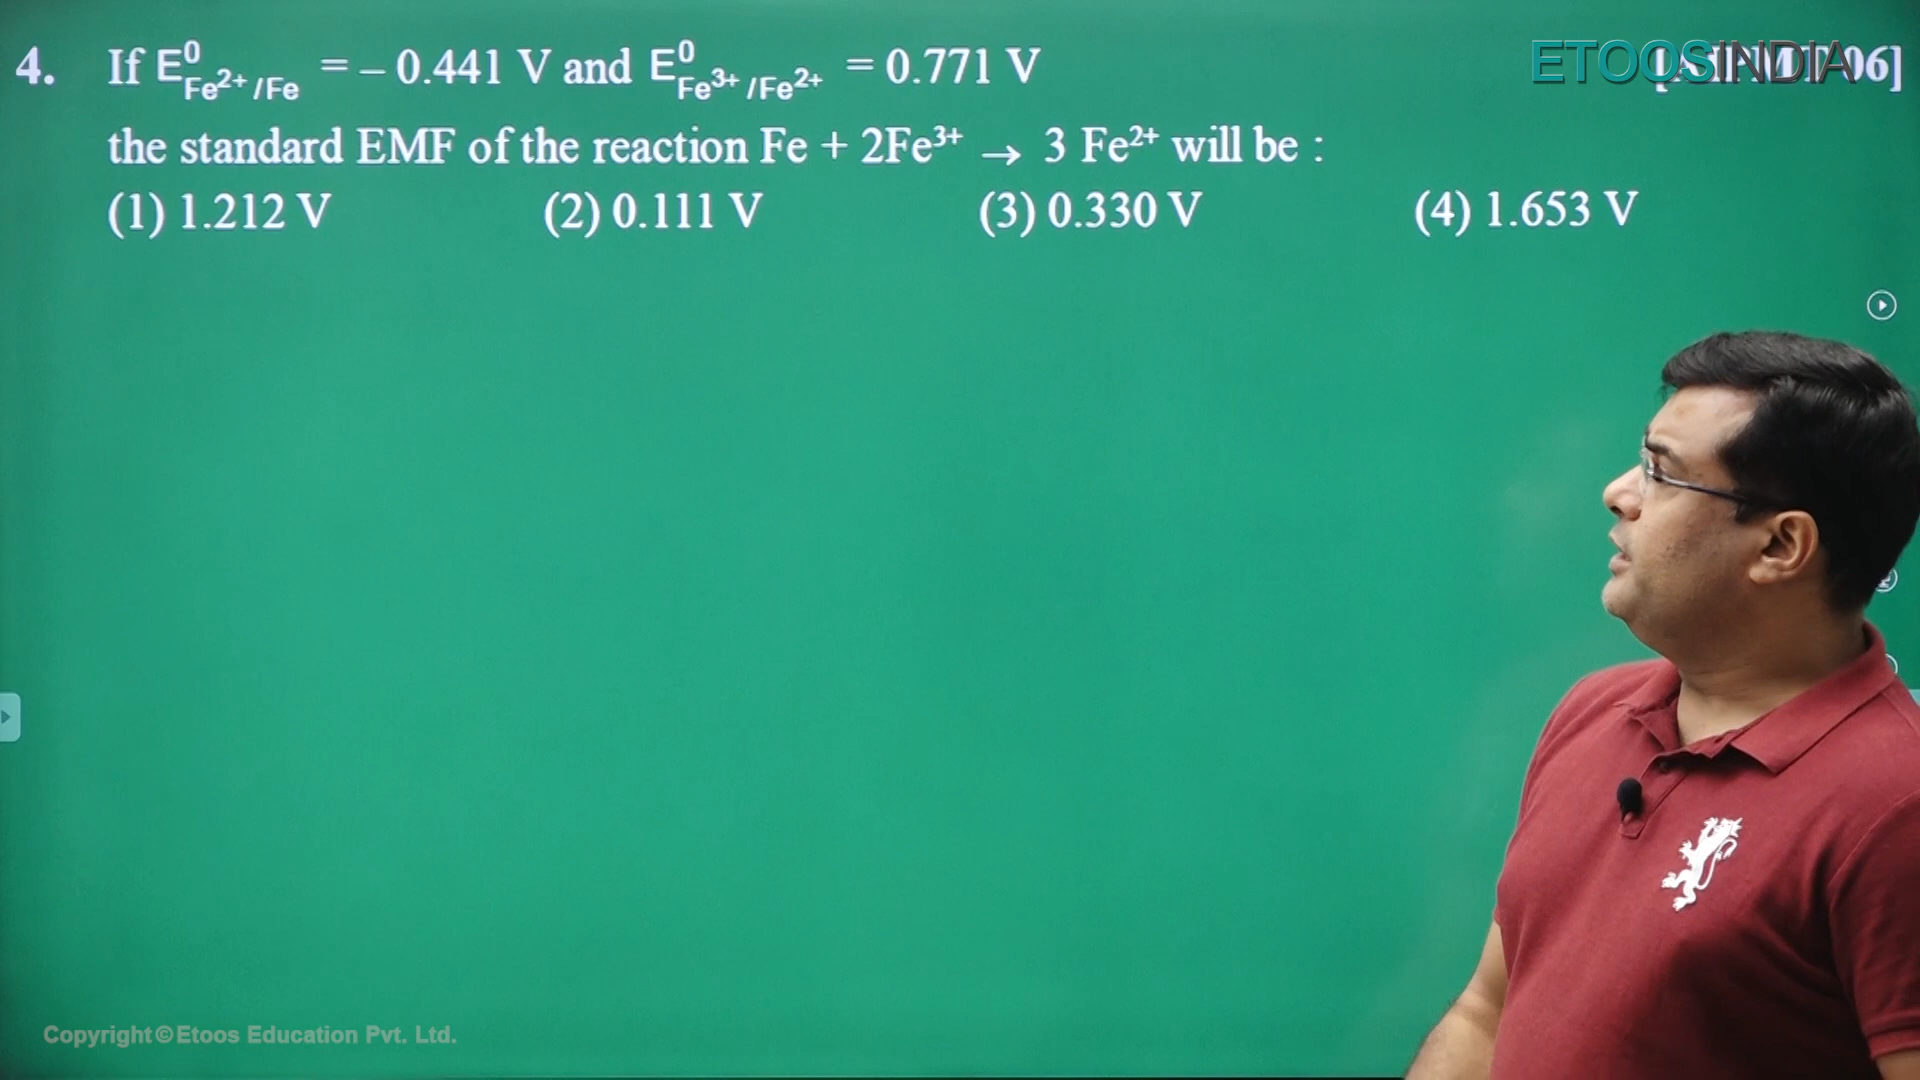 4. If E⁰Fe²⁺/Fe = – 0.441 V and E⁰Fe³⁺/Fe²⁺ = 0.771 V
ETOOSINDIA 06]
the standard EMF of the reaction Fe + 2Fe³⁺ → 3 Fe²⁺ will be :
(1) 1.212 V (2) 0.111 V (3) 0.330 V (4) 1.653 V
Copyright © Etoos Education Pvt. Ltd.